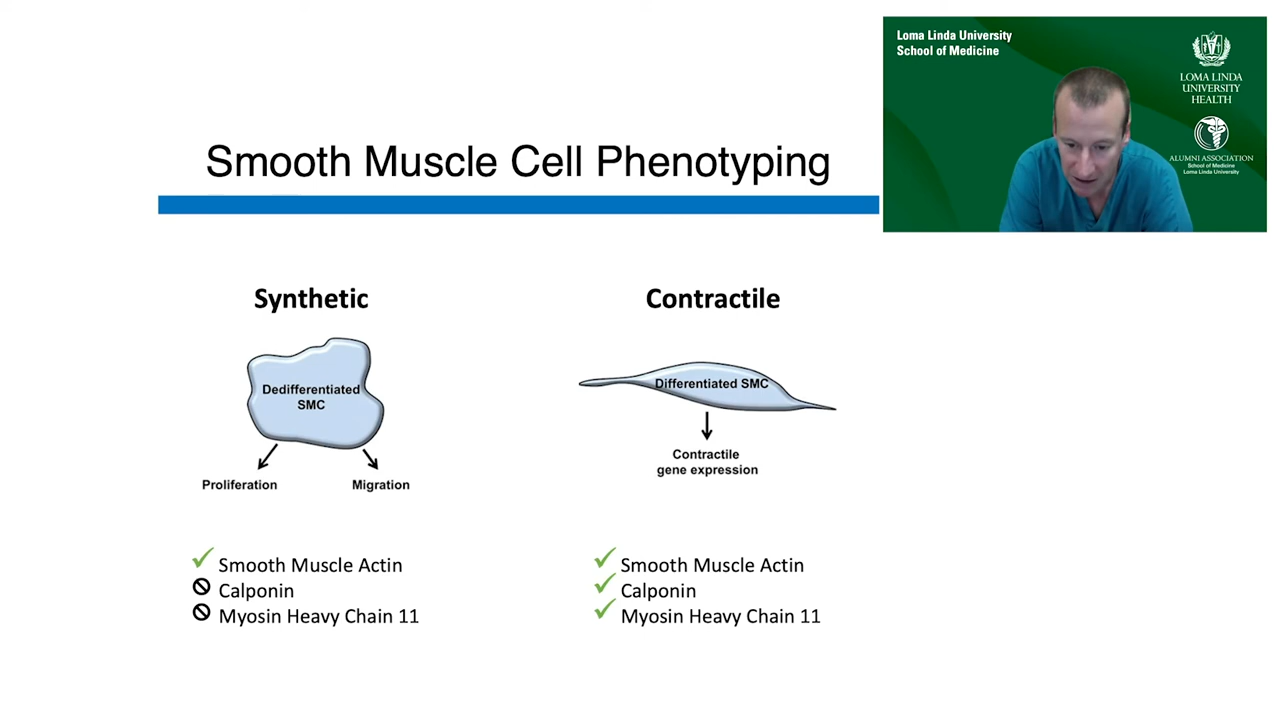 Loma Linda University
School of Medicine
LOMA LINDA
UNIVERSITY
HEALTH
ALUMNI ASSOCIATION
School of Medicine
Loma Linda University
Smooth Muscle Cell Phenotyping
Synthetic
Dedifferentiated
SMC
Proliferation
Migration
Smooth Muscle Actin
Calponin
Myosin Heavy Chain 11
Contractile
Differentiated SMC
Contractile
gene expression
Smooth Muscle Actin
Calponin
Myosin Heavy Chain 11